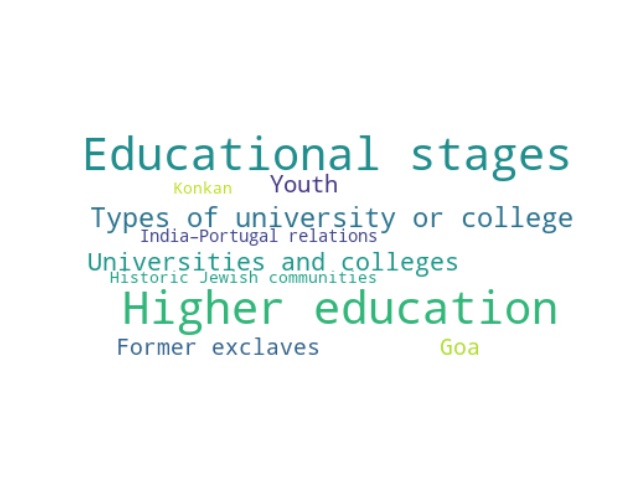 Educational stages
Konkan Youth
Types of university or college
India–Portugal relations
Universities and colleges
Historic Jewish communities
Higher education
Former exclaves Goa